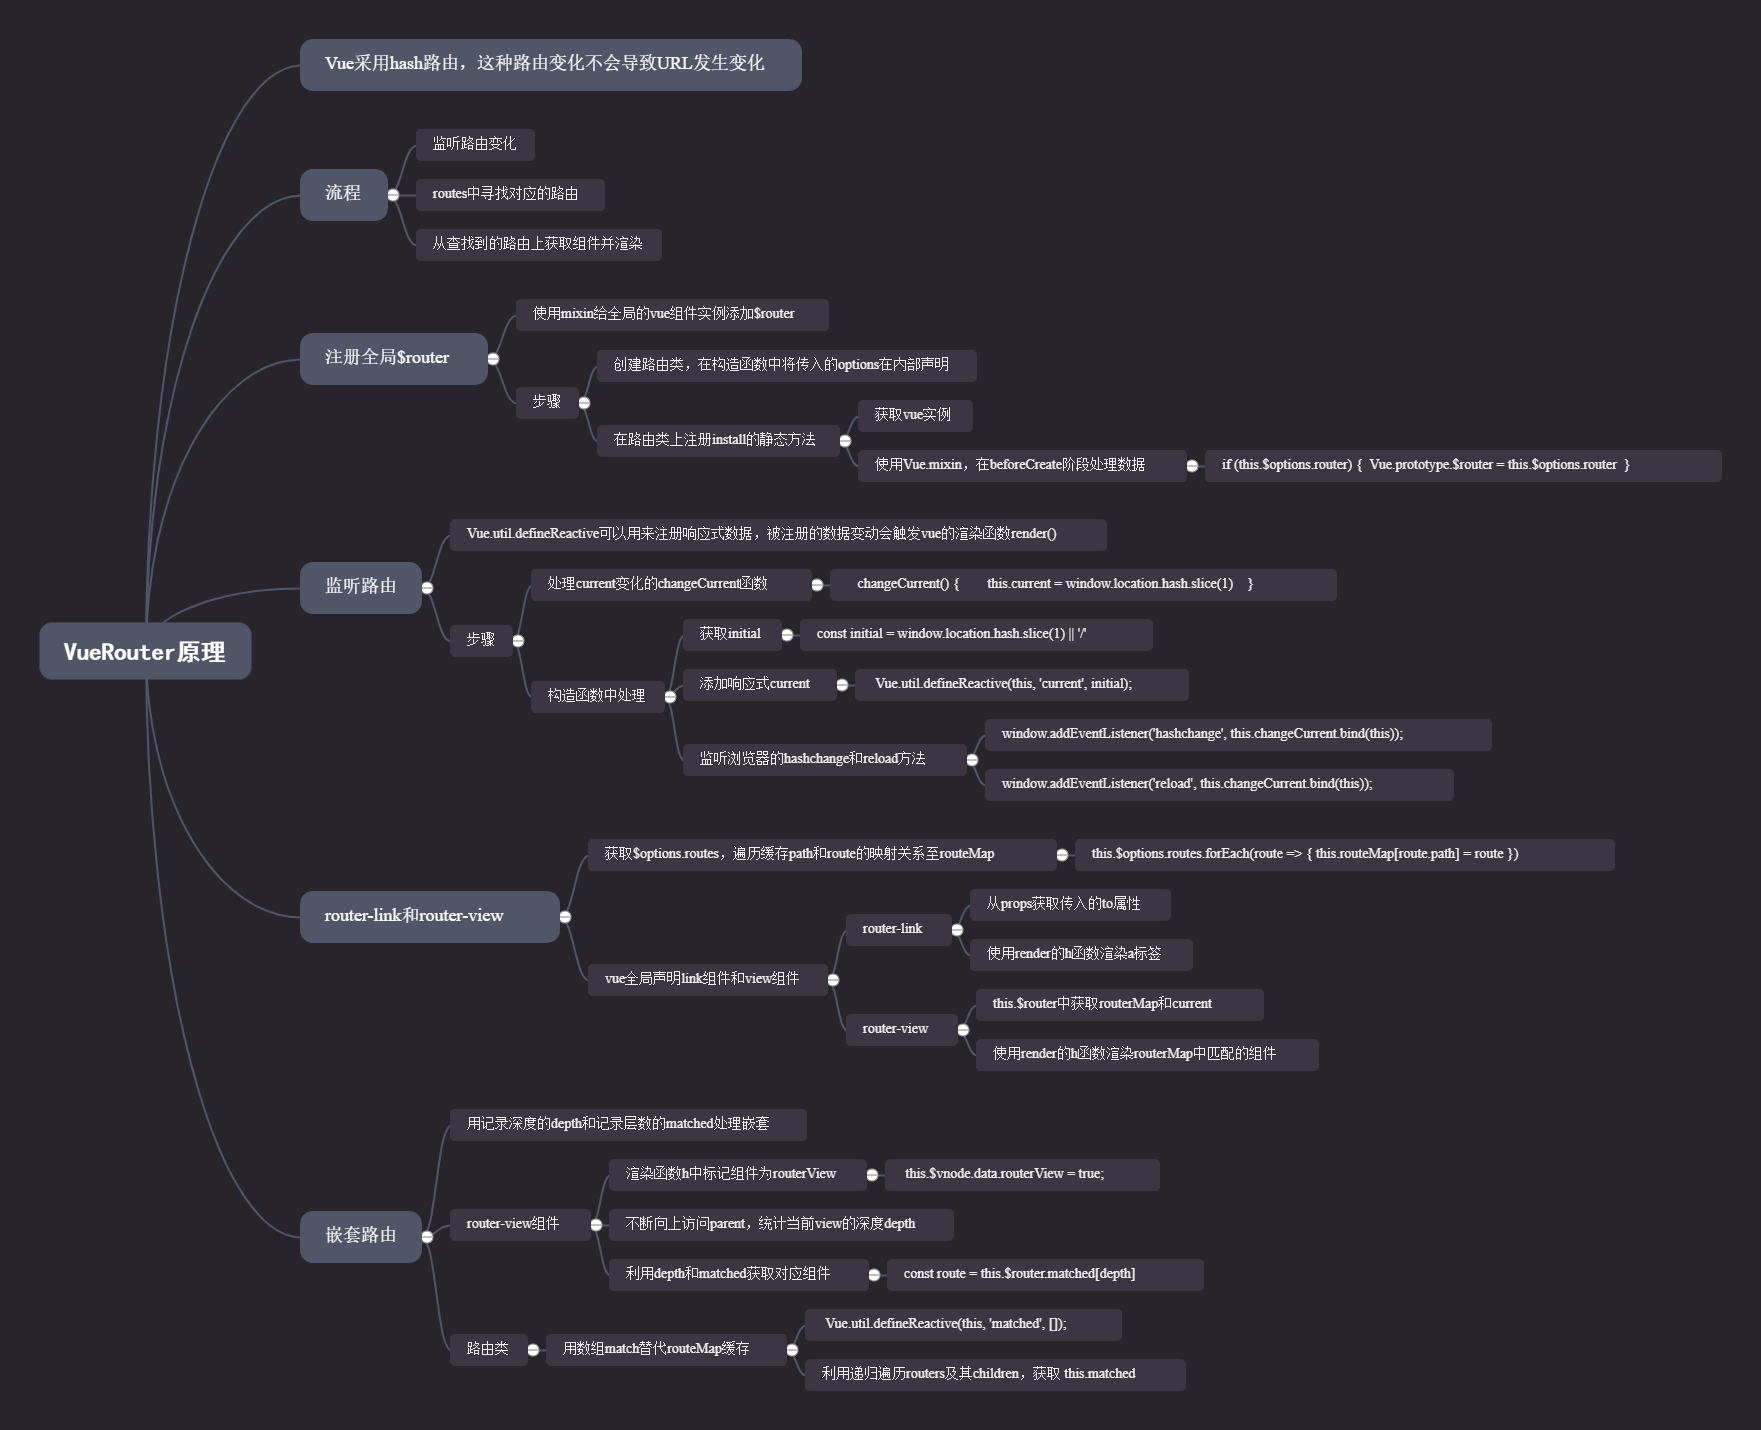 VueRouter原理
Vue采用hash路由，这种路由变化不会导致URL发生变化
流程
监听路由变化
routes中寻找对应的路由
从查找到的路由上获取组件并渲染
注册全局$router
使用mixin给全局的vue组件实例添加$router
步骤
创建路由类，在构造函数中将传入的options在内部声明
在路由类上注册install的静态方法
获取vue实例
使用Vue.mixin，在beforeCreate阶段处理数据
if (this.$options.router) {  Vue.prototype.$router = this.$options.router  }
监听路由
Vue.util.defineReactive可以用来注册响应式数据，被注册的数据变动会触发vue的渲染函数render()
步骤
处理current变化的changeCurrent函数
changeCurrent() {        this.current = window.location.hash.slice(1)    }
构造函数中处理
获取initial
const initial = window.location.hash.slice(1) || '/'
添加响应式current
Vue.util.defineReactive(this, 'current', initial);
监听浏览器的hashchange和reload方法
window.addEventListener('hashchange', this.changeCurrent.bind(this));
window.addEventListener('reload', this.changeCurrent.bind(this));
router-link和router-view
获取$options.routes，遍历缓存path和route的映射关系至routeMap
this.$options.routes.forEach(route => { this.routeMap[route.path] = route })
vue全局声明link组件和view组件
router-link
从props获取传入的to属性
使用render的h函数渲染a标签
router-view
this.$router中获取routerMap和current
使用render的h函数渲染routerMap中匹配的组件
嵌套路由
用记录深度的depth和记录层数的matched处理嵌套
router-view组件
渲染函数h中标记组件为routerView
this.$vnode.data.routerView = true;
不断向上访问parent，统计当前view的深度depth
利用depth和matched获取对应组件
const route = this.$router.matched[depth]
路由类
用数组match替代routeMap缓存
Vue.util.defineReactive(this, 'matched', []);
利用递归遍历routers及其children，获取 this.matched